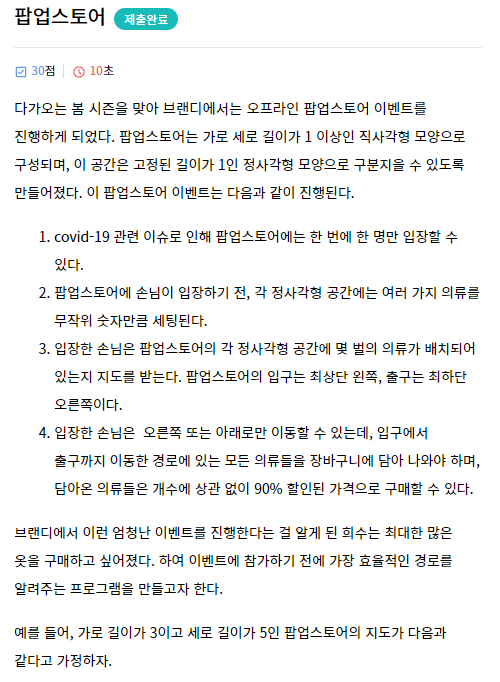 팝업스토어 제출완료
30점 10초
다가오는 봄 시즌을 맞아 브랜디에서는 오프라인 팝업스토어 이벤트를
진행하게 되었다. 팝업스토어는 가로 세로 길이가 1 이상인 직사각형 모양으로
구성되며, 이 공간은 고정된 길이가 1인 정사각형 모양으로 구분지을 수 있도록
만들어졌다. 이 팝업스토어 이벤트는 다음과 같이 진행된다.
1. covid-19 관련 이슈로 인해 팝업스토어에는 한 번에 한 명만 입장할 수
있다.
2. 팝업스토어에 손님이 입장하기 전, 각 정사각형 공간에는 여러 가지 의류를
무작위 숫자만큼 세팅된다.
3. 입장한 손님은 팝업스토어의 각 정사각형 공간에 몇 벌의 의류가 배치되어
있는지 지도를 받는다. 팝업스토어의 입구는 최상단 왼쪽, 출구는 최하단
오른쪽이다.
4. 입장한 손님은 오른쪽 또는 아래로만 이동할 수 있는데, 입구에서
출구까지 이동한 경로에 있는 모든 의류들을 장바구니에 담아 나와야 하며,
담아온 의류들은 개수에 상관 없이 90% 할인된 가격으로 구매할 수 있다.
브랜디에서 이런 엄청난 이벤트를 진행한다는 걸 알게 된 희수는 최대한 많은
옷을 구매하고 싶어졌다. 하여 이벤트에 참가하기 전에 가장 효율적인 경로를
알려주는 프로그램을 만들고자 한다.
예를 들어, 가로 길이가 3이고 세로 길이가 5인 팝업스토어의 지도가 다음과
같다고 가정하자.